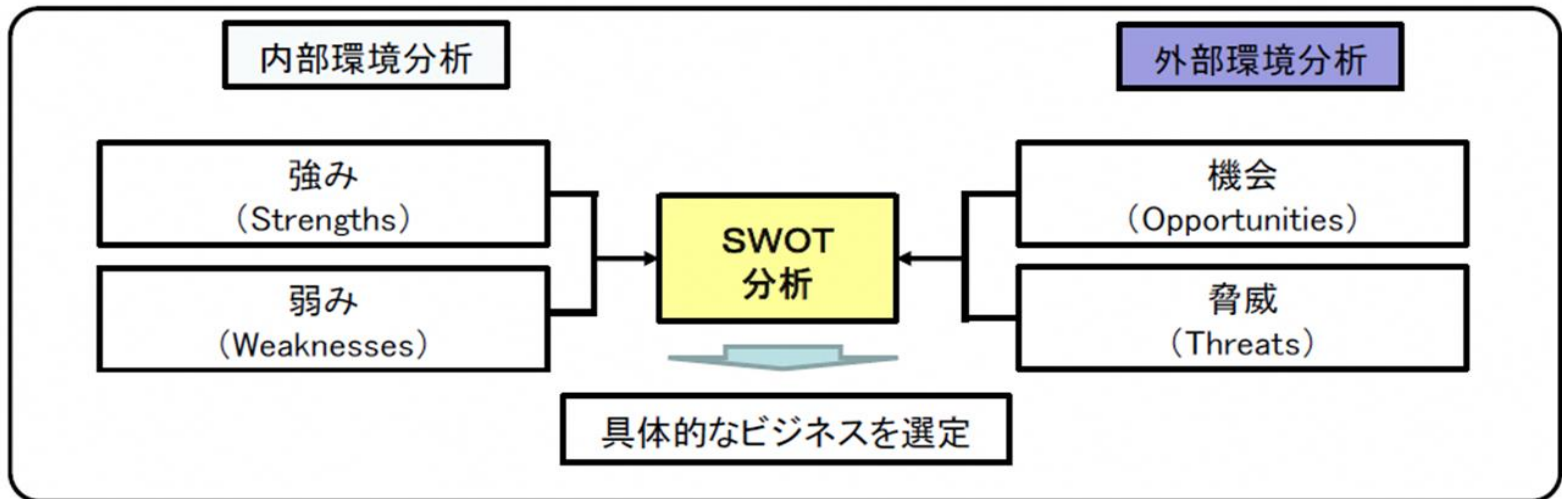 内部環境分析
外部環境分析
強み
（Strengths）
弱み
（Weaknesses）
SWOT
分析
機会
（Opportunities）
脅威
（Threats）
具体的なビジネスを選定